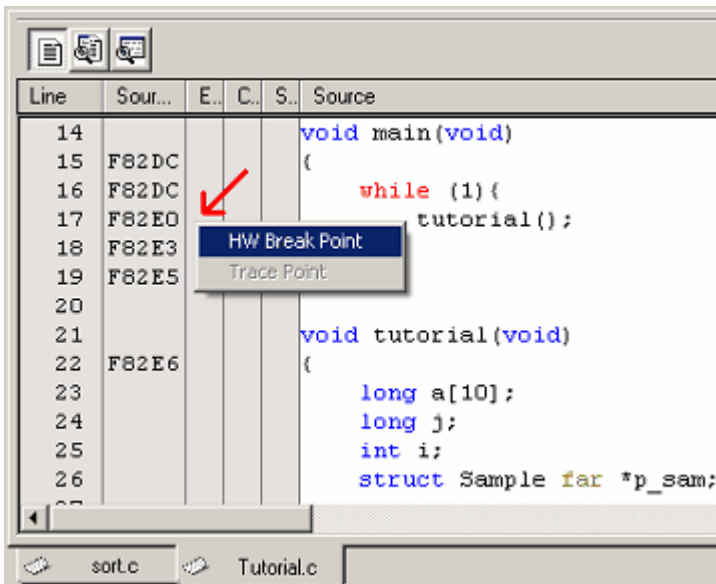 Line Sour... E.. C.. S.. Source
14 void main(void)
15 F82DC {
16 F82DC while (1){
17 F82E0 tutorial();
HW Break Point
18 F82E3
Trace Point
19 F82E5
20
21 void tutorial(void)
22 F82E6 {
23 long a[10];
24 long j;
25 int i;
26 struct Sample far *p_sam;
sort.c Tutorial.c